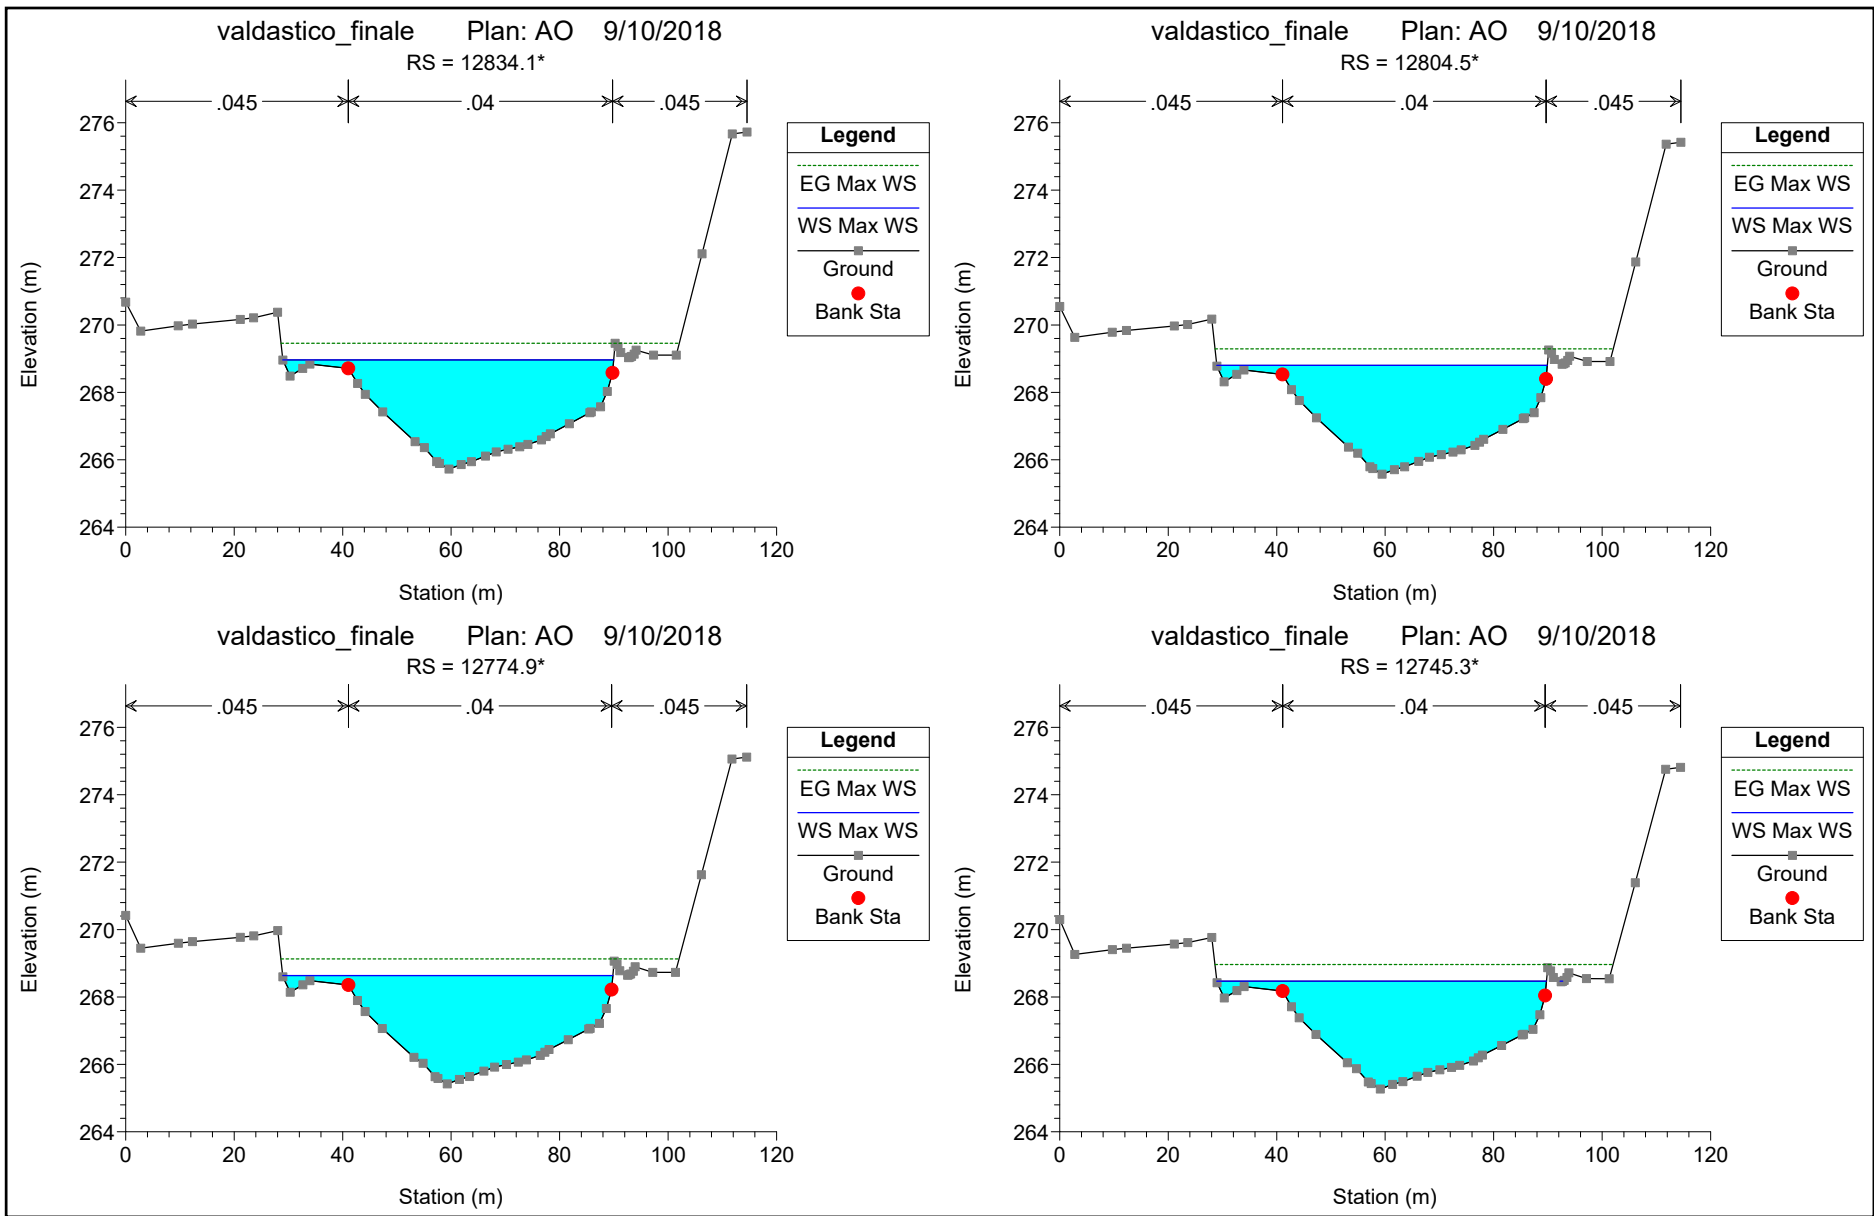 valdastico_finale Plan: AO 9/10/2018
RS = 12834.1*
.045 .04 .045
276
274
272
270
268
266
264
Elevation (m)
0 20 40 60 80 100 120
Station (m)
Legend
EG Max WS
WS Max WS
Ground
Bank Sta
valdastico_finale Plan: AO 9/10/2018
RS = 12804.5*
.045 .04 .045
276
274
272
270
268
266
264
Elevation (m)
0 20 40 60 80 100 120
Station (m)
Legend
EG Max WS
WS Max WS
Ground
Bank Sta
valdastico_finale Plan: AO 9/10/2018
RS = 12774.9*
.045 .04 .045
276
274
272
270
268
266
264
Elevation (m)
0 20 40 60 80 100 120
Station (m)
Legend
EG Max WS
WS Max WS
Ground
Bank Sta
valdastico_finale Plan: AO 9/10/2018
RS = 12745.3*
.045 .04 .045
276
274
272
270
268
266
264
Elevation (m)
0 20 40 60 80 100 120
Station (m)
Legend
EG Max WS
WS Max WS
Ground
Bank Sta